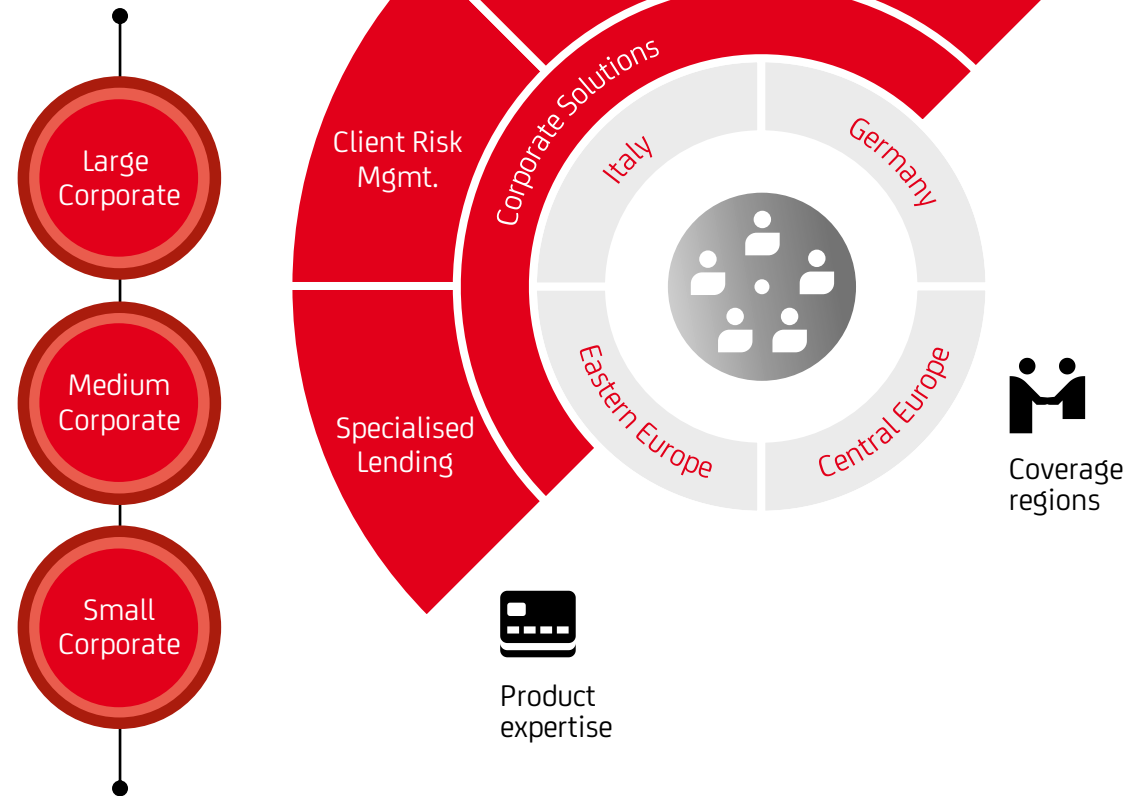 Large
Corporate
Medium
Corporate
Small
Corporate
Client Risk
Mgmt.
Specialised
Lending
Corporate Solutions
Italy
Germany
Eastern Europe
Central Europe
Coverage
regions
Product
expertise